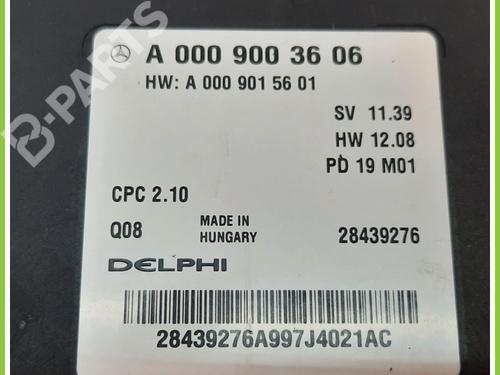 A 000 900 36 06
HW: A 000 901 56 01
SV 11.39
HW 12.08
PD 19 M01
CPC 2.10
Q08
MADE IN
HUNGARY
28439276
DELPHI
28439276A997J4021AC
B-PARTS